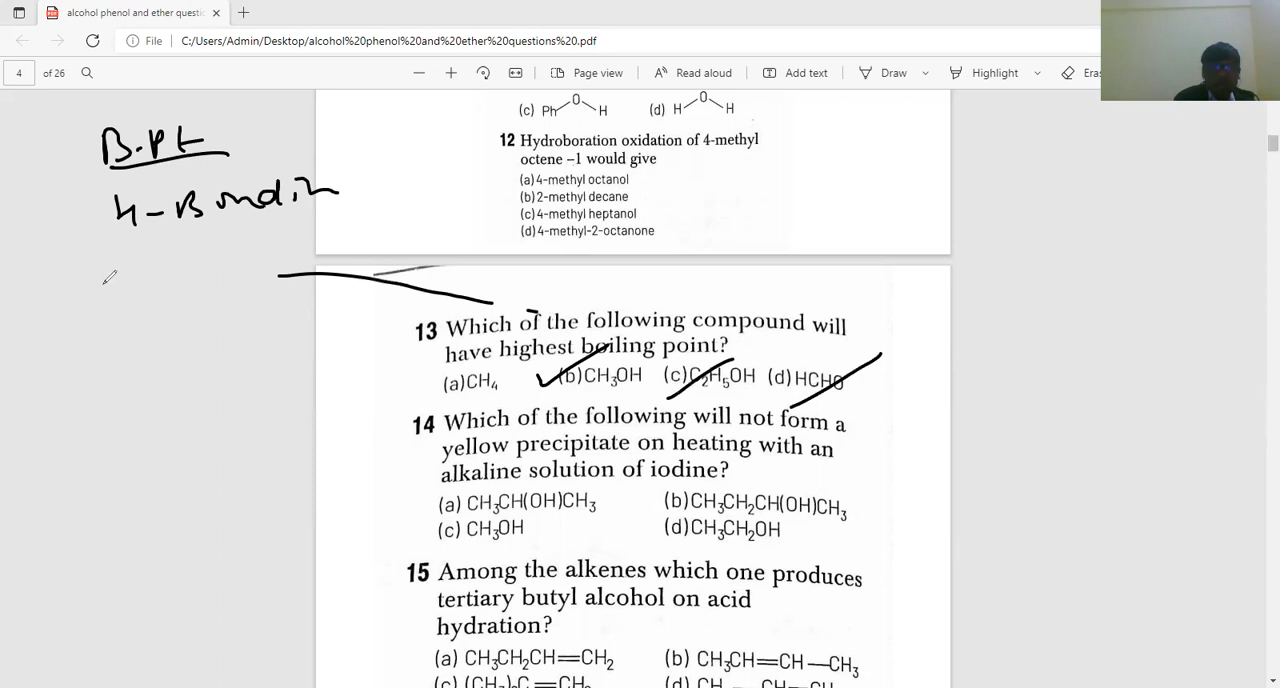 alcohol phenol and ether questi
File C:/Users/Admin/Desktop/alcohol%20phenol%20and%20ether%20questions%20.pdf
4 of 26 Page view Read aloud Add text Draw Highlight Eras
(c) Ph O H (d) H O H
B.Pt
H-Bonding
12 Hydroboration oxidation of 4-methyl
octene –1 would give
(a) 4-methyl octanol
(b) 2-methyl decane
(c) 4-methyl heptanol
(d) 4-methyl-2-octanone
13 Which of the following compound will
have highest boiling point?
(a) CH₄ (b) CH₃OH (c) C₂H₅OH (d) HCHO
14 Which of the following will not form a
yellow precipitate on heating with an
alkaline solution of iodine?
(a) CH₃CH(OH)CH₃ (b) CH₃CH₂CH(OH)CH₃
(c) CH₃OH (d) CH₃CH₂OH
15 Among the alkenes which one produces
tertiary butyl alcohol on acid
hydration?
(a) CH₃CH₂CH=CH₂ (b) CH₃CH=CH—CH₃